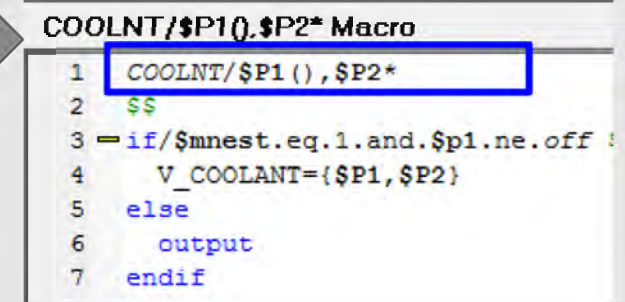 COOLNT/$P1(),$P2* Macro
1 COOLNT/$P1(),$P2*
2 $$
3 if/$mnest.eq.1.and.$p1.ne.off $
4 V_COOLANT={$P1,$P2}
5 else
6 output
7 endif